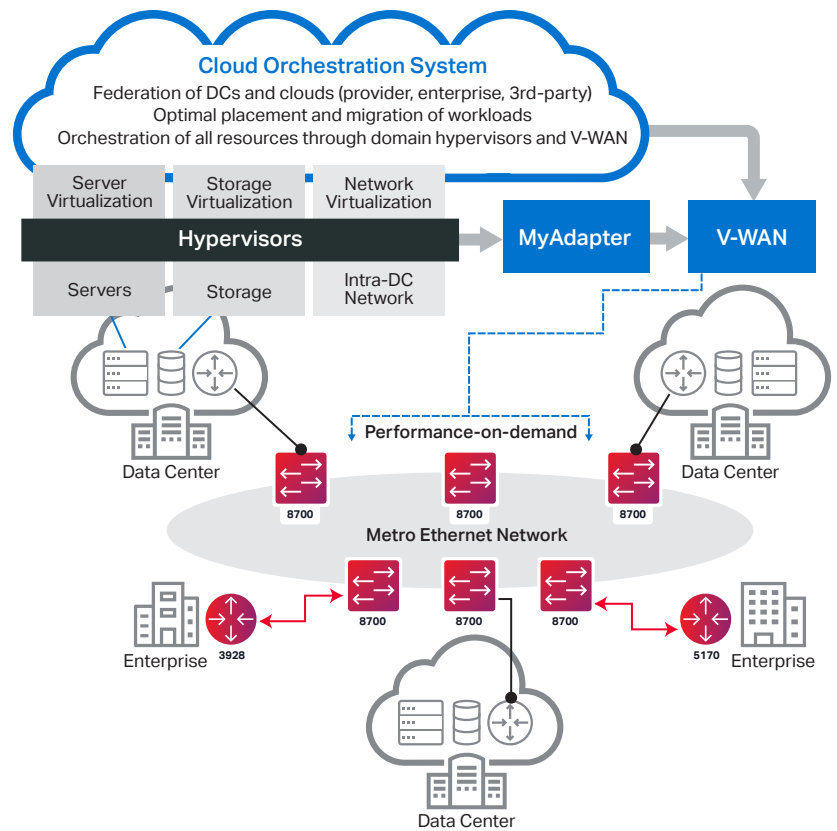 Cloud Orchestration System
Federation of DCs and clouds (provider, enterprise, 3rd-party)
Optimal placement and migration of workloads
Orchestration of all resources through domain hypervisors and V-WAN
Server
Virtualization
Storage
Virtualization
Network
Virtualization
Hypervisors
MyAdapter
V-WAN
Servers
Storage
Intra-DC
Network
Performance-on-demand
Data Center
Data Center
8700
8700
8700
Metro Ethernet Network
8700
8700
8700
Enterprise
3928
5170
Enterprise
Data Center